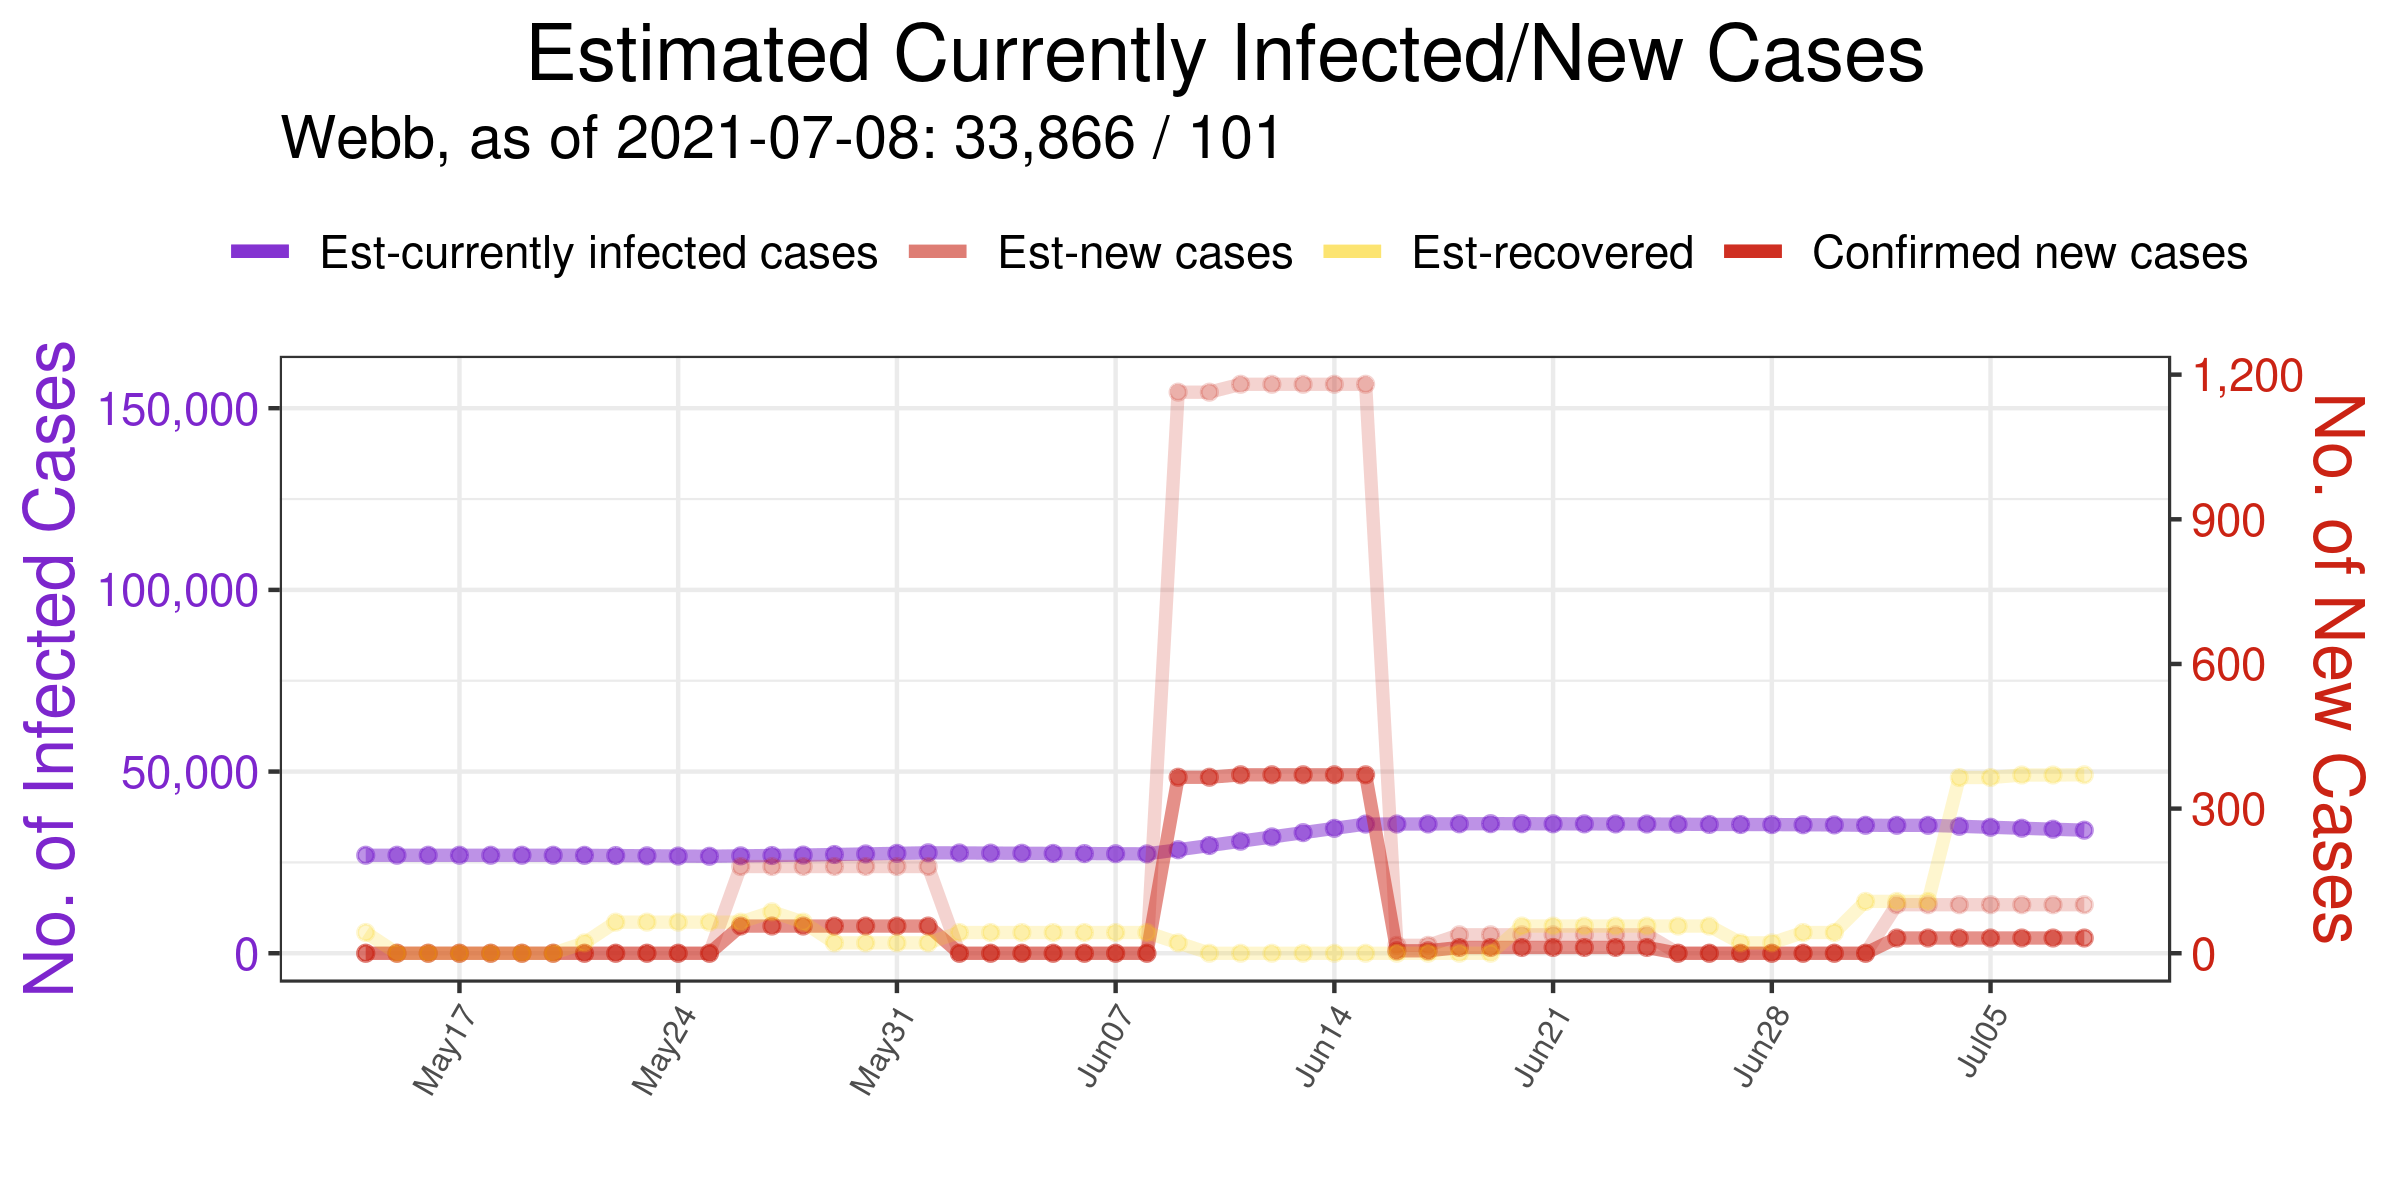 Estimated Currently Infected/New Cases
Webb, as of 2021-07-08: 33,866 / 101
Est-currently infected cases Est-new cases Est-recovered Confirmed new cases
No. of Infected Cases
150,000
100,000
50,000
0
1,200
900
600
300
0
No. of New Cases
May17 May24 May31 Jun07 Jun14 Jun21 Jun28 Jul05